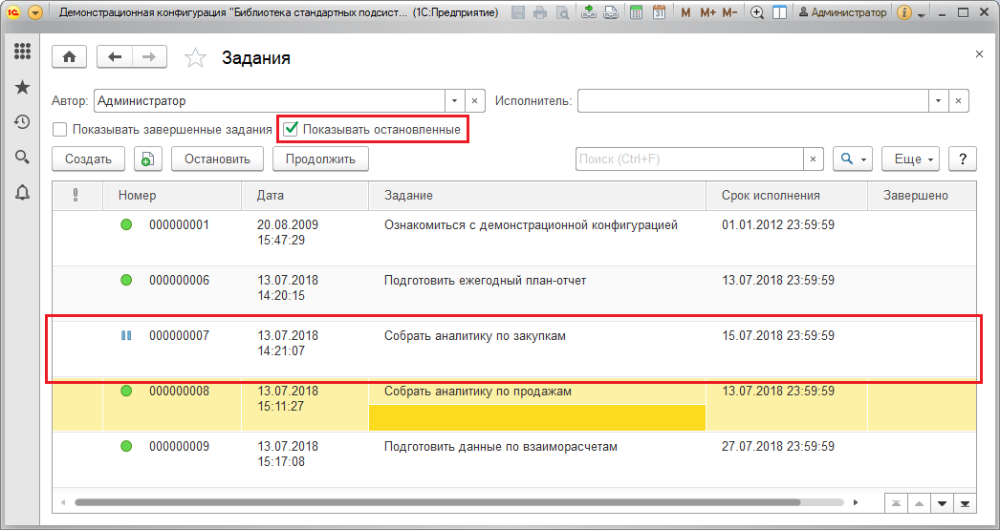 Демонстрационная конфигурация "Библиотека стандартных подсист... (1С:Предприятие)
M M+ M- Администратор
Задания
Автор: Администратор Исполнитель:
Показывать завершенные задания Показывать остановленные
Создать Остановить Продолжить Поиск (Ctrl+F) Еще ?
Номер Дата Задание Срок исполнения Завершено
000000001 20.08.2009 Ознакомиться с демонстрационной конфигурацией 01.01.2012 23:59:59
15:47:29
000000006 13.07.2018 Подготовить ежегодный план-отчет 13.07.2018 23:59:59
14:20:15
000000007 13.07.2018 Собрать аналитику по закупкам 15.07.2018 23:59:59
14:21:07
000000008 13.07.2018 Собрать аналитику по продажам 13.07.2018 23:59:59
15:11:27
000000009 13.07.2018 Подготовить данные по взаиморасчетам 27.07.2018 23:59:59
15:17:08